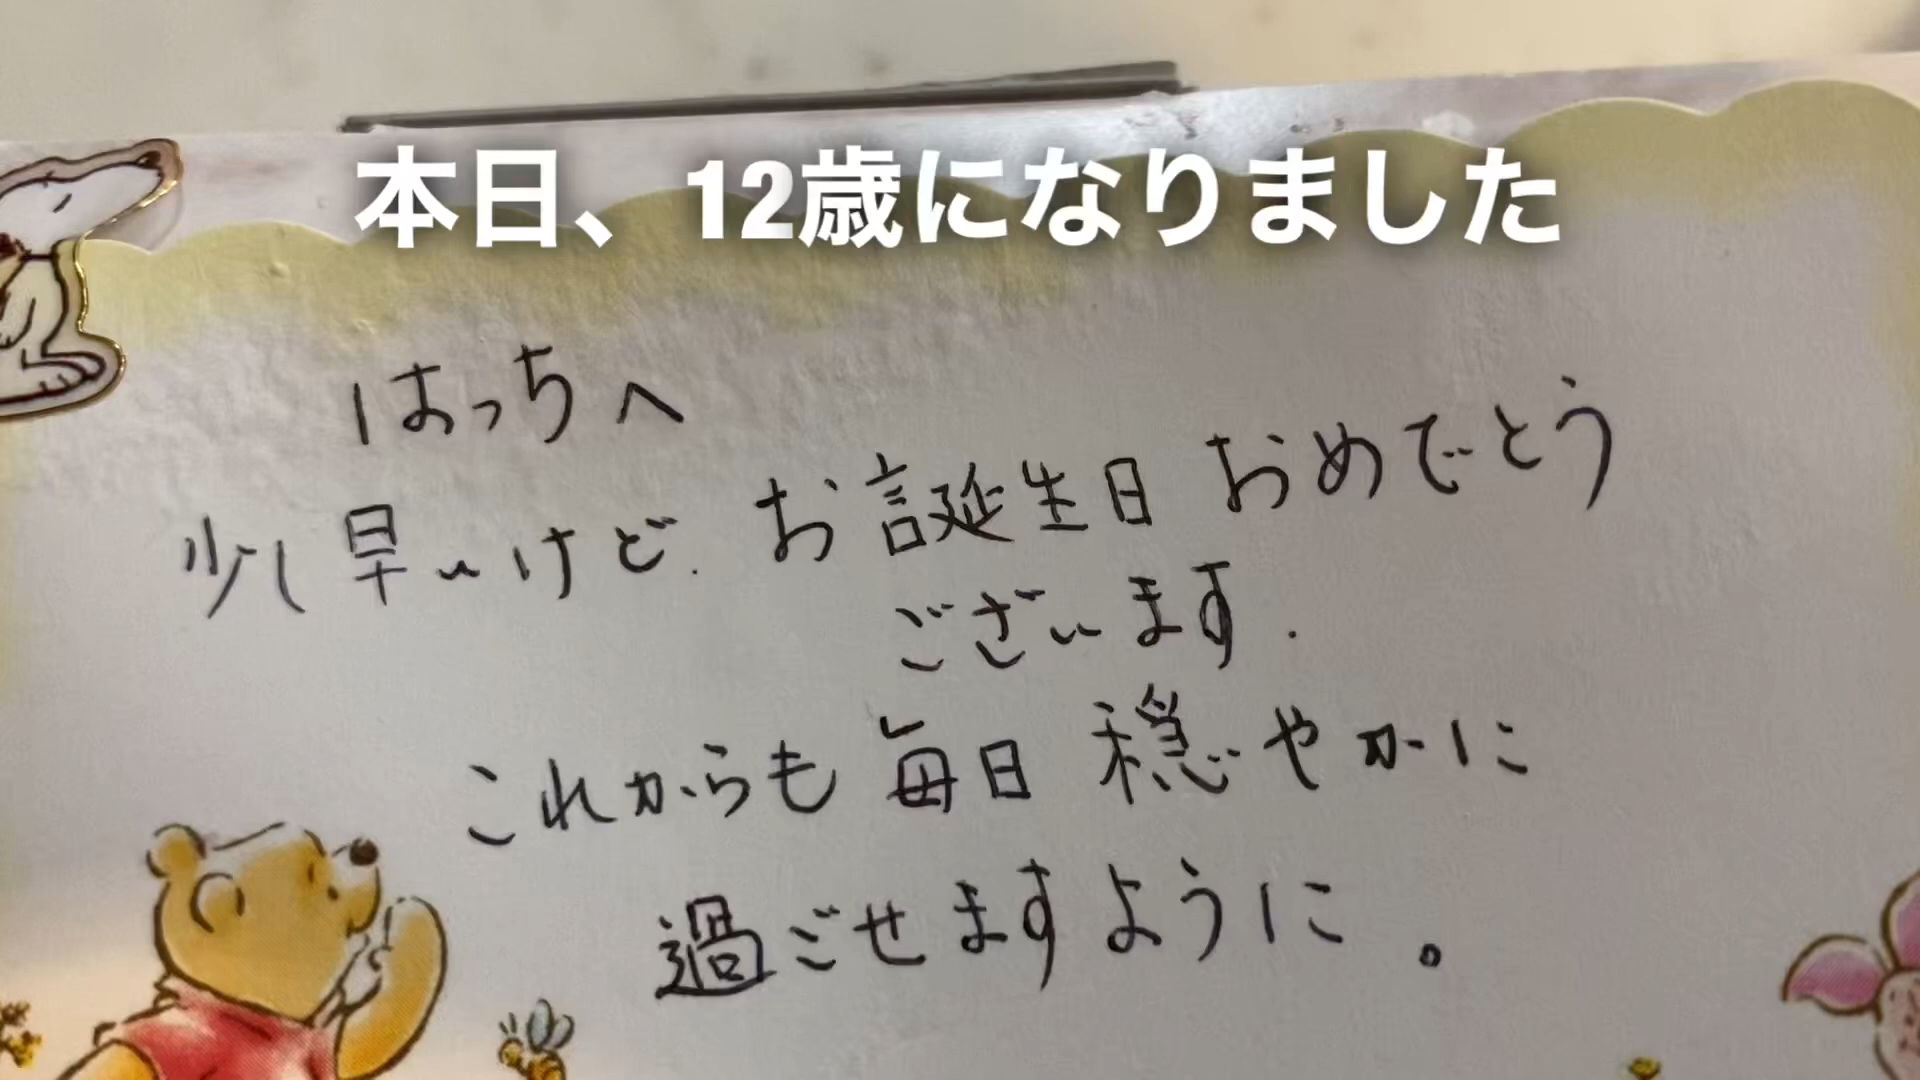 本日、12歳になりました
はっちへ
少し早いけど.お誕生日おめでとう
ございます.
これからも毎日穏やかに
過ごせますように。